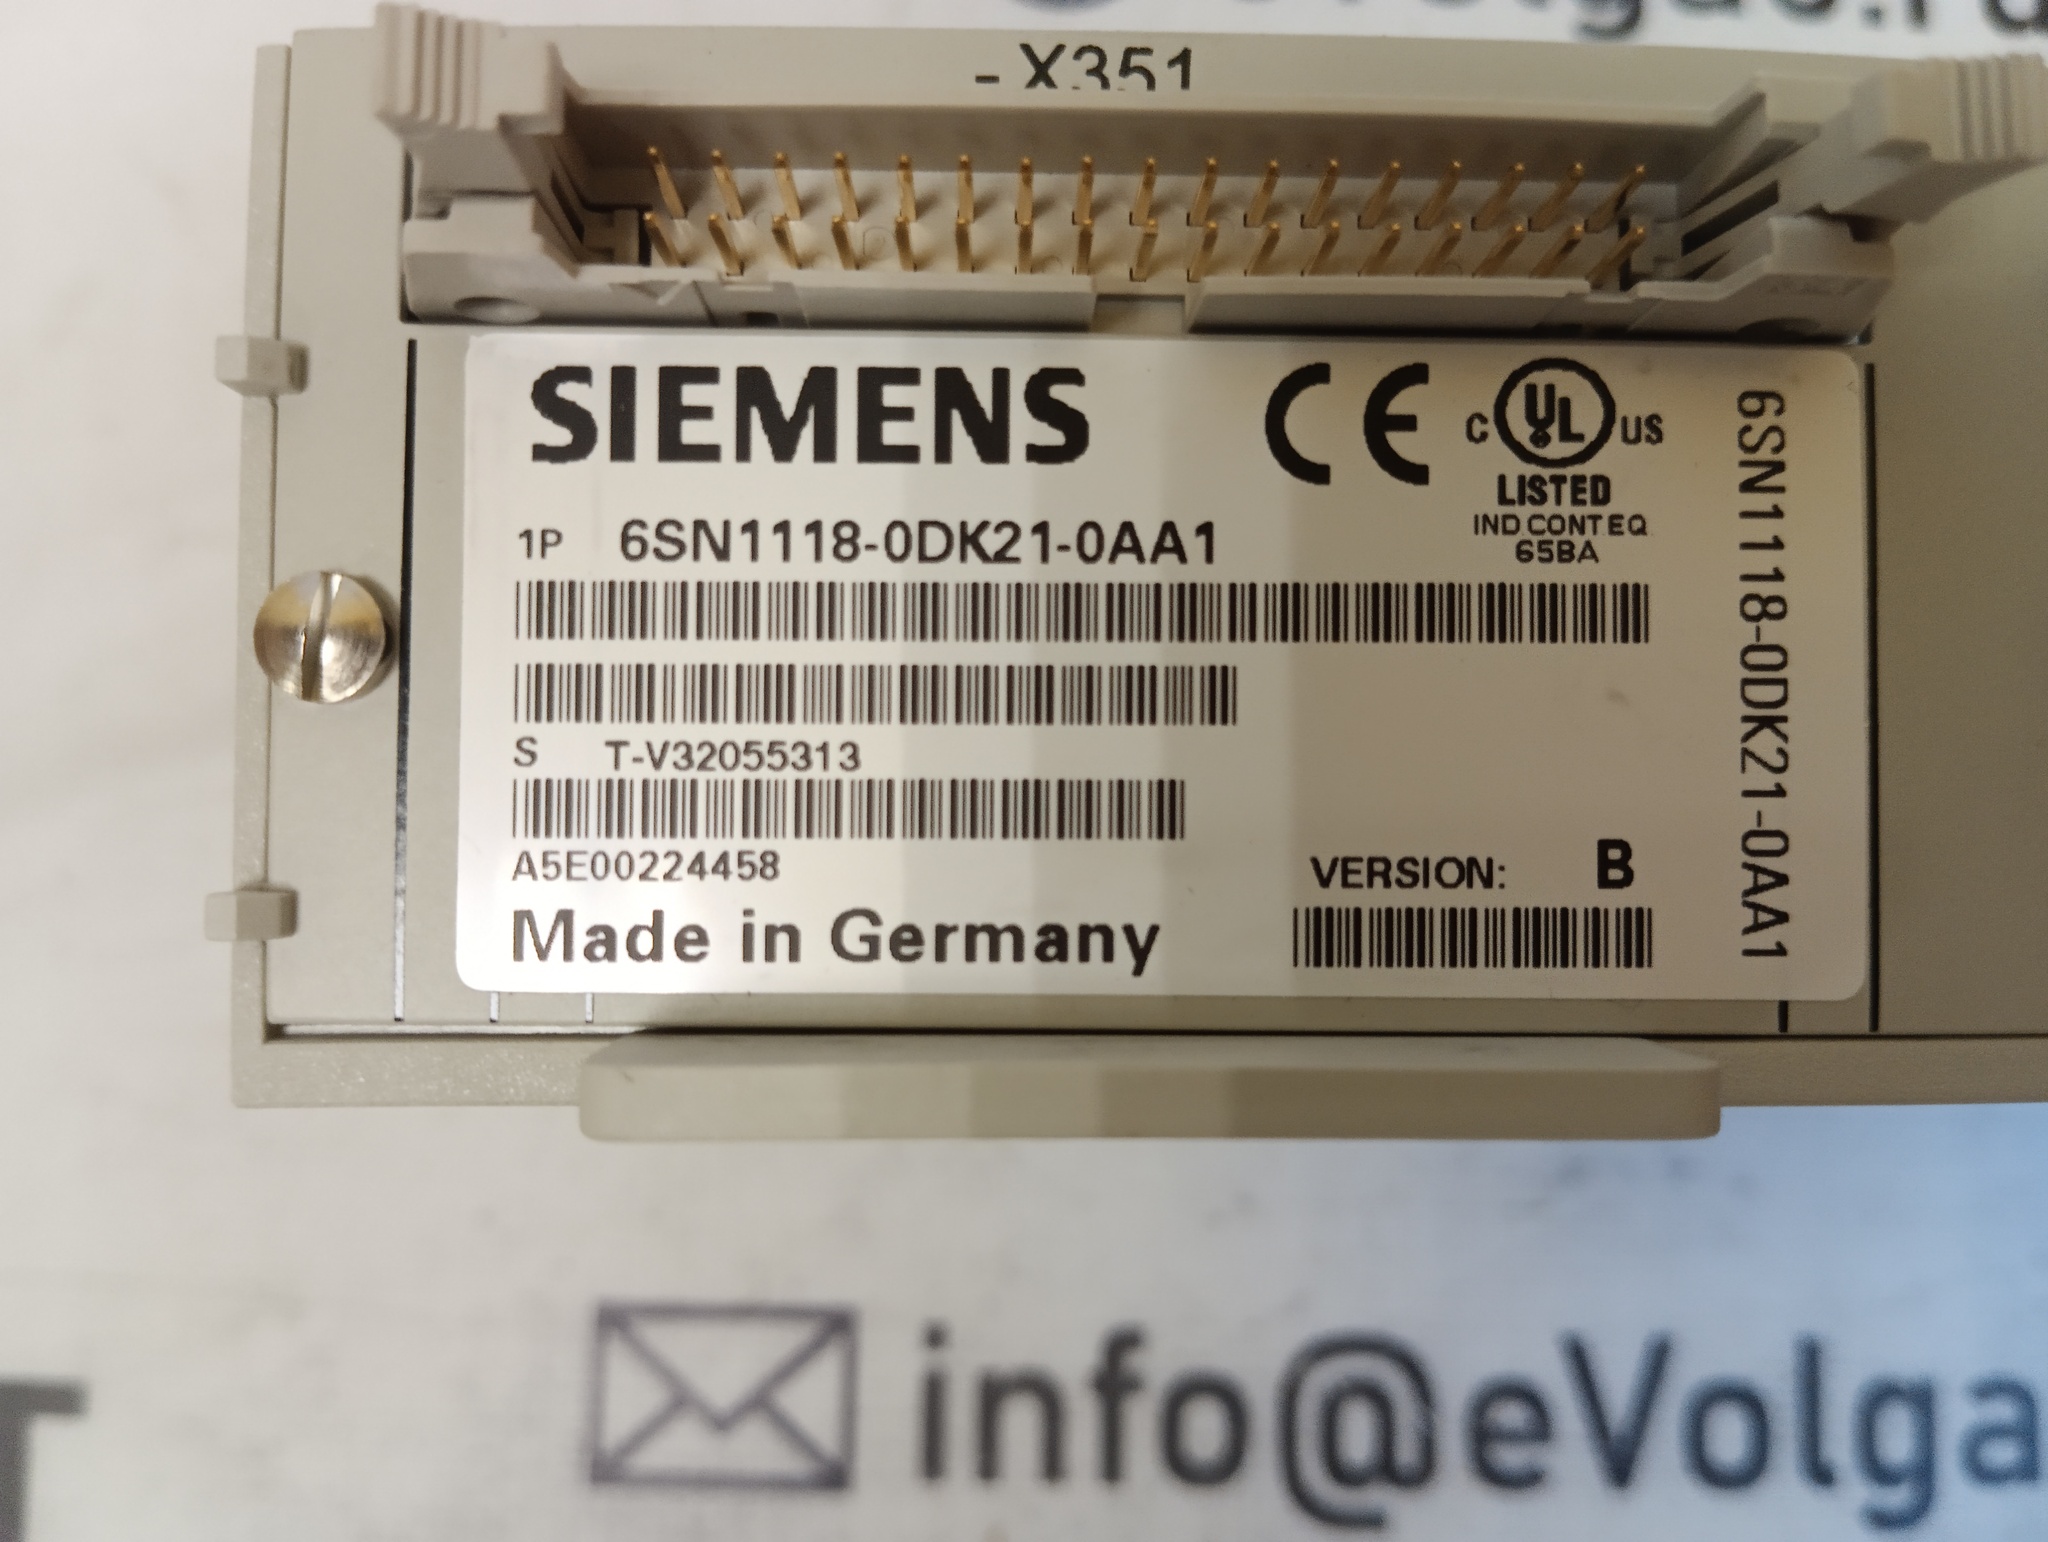 -X351
SIEMENS
C UL US
LISTED
IND.CONT.EQ
65BA
1P 6SN1118-0DK21-0AA1
S T-V32055313
A5E00224458
VERSION: B
Made in Germany
6SN1118-0DK21-0AA1
info@eVolga